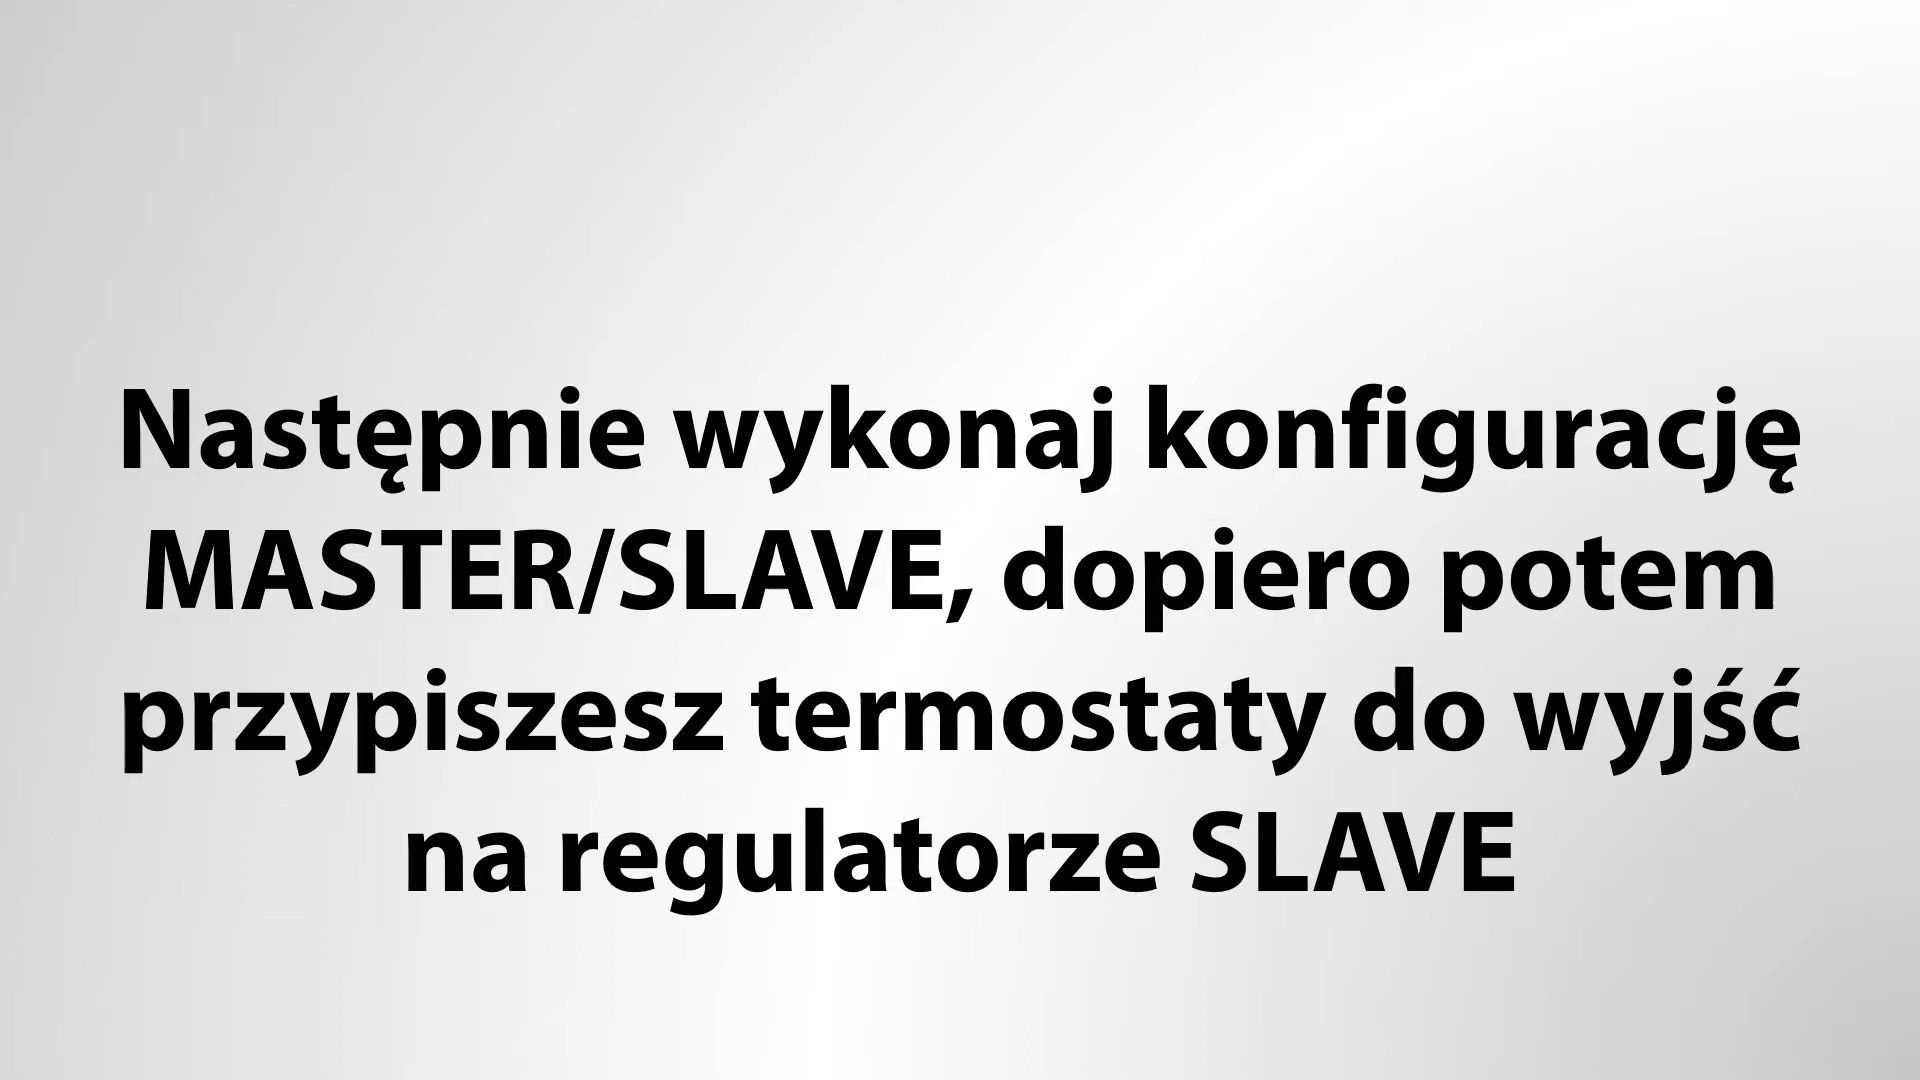 Następnie wykonaj konfigurację
MASTER/SLAVE, dopiero potem
przypiszesz termostaty do wyjść
na regulatorze SLAVE